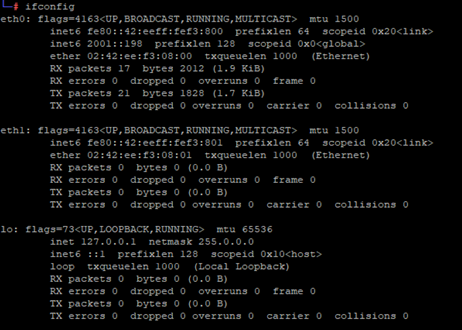 # ifconfig
eth0: flags=4163<UP,BROADCAST,RUNNING,MULTICAST>  mtu 1500
        inet6 fe80::42:eeff:fef3:800  prefixlen 64  scopeid 0x20<link>
        inet6 2001::198  prefixlen 128  scopeid 0x0<global>
        ether 02:42:ee:f3:08:00  txqueuelen 1000  (Ethernet)
        RX packets 17  bytes 2012 (1.9 KiB)
        RX errors 0  dropped 0  overruns 0  frame 0
        TX packets 21  bytes 1828 (1.7 KiB)
        TX errors 0  dropped 0 overruns 0  carrier 0  collisions 0
eth1: flags=4163<UP,BROADCAST,RUNNING,MULTICAST>  mtu 1500
        inet6 fe80::42:eeff:fef3:801  prefixlen 64  scopeid 0x20<link>
        ether 02:42:ee:f3:08:01  txqueuelen 1000  (Ethernet)
        RX packets 0  bytes 0 (0.0 B)
        RX errors 0  dropped 0  overruns 0  frame 0
        TX packets 0  bytes 0 (0.0 B)
        TX errors 0  dropped 0 overruns 0  carrier 0  collisions 0
lo: flags=73<UP,LOOPBACK,RUNNING>  mtu 65536
        inet 127.0.0.1  netmask 255.0.0.0
        inet6 ::1  prefixlen 128  scopeid 0x10<host>
        loop  txqueuelen 1000  (Local Loopback)
        RX packets 0  bytes 0 (0.0 B)
        RX errors 0  dropped 0  overruns 0  frame 0
        TX packets 0  bytes 0 (0.0 B)
        TX errors 0  dropped 0 overruns 0  carrier 0  collisions 0